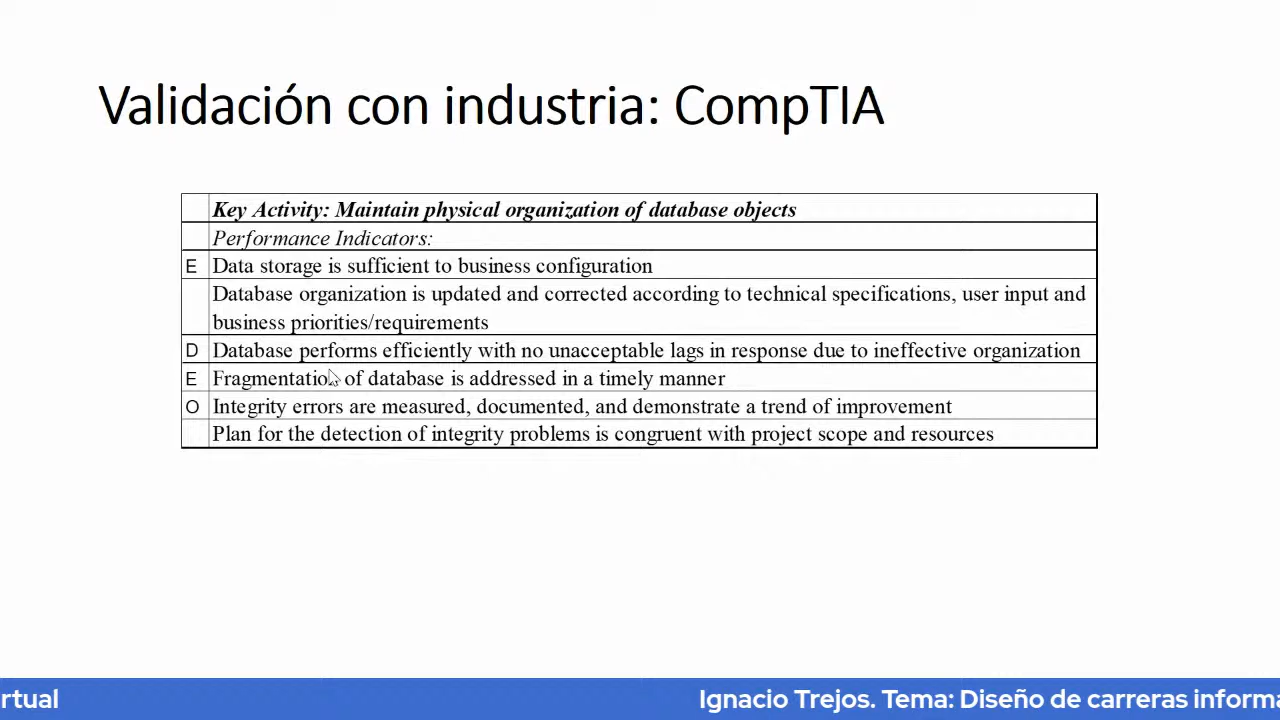 Validación con industria: CompTIA
Key Activity: Maintain physical organization of database objects
Performance Indicators:
E Data storage is sufficient to business configuration
Database organization is updated and corrected according to technical specifications, user input and
business priorities/requirements
D Database performs efficiently with no unacceptable lags in response due to ineffective organization
E Fragmentation of database is addressed in a timely manner
O Integrity errors are measured, documented, and demonstrate a trend of improvement
Plan for the detection of integrity problems is congruent with project scope and resources
rtual Ignacio Trejos. Tema: Diseño de carreras informa